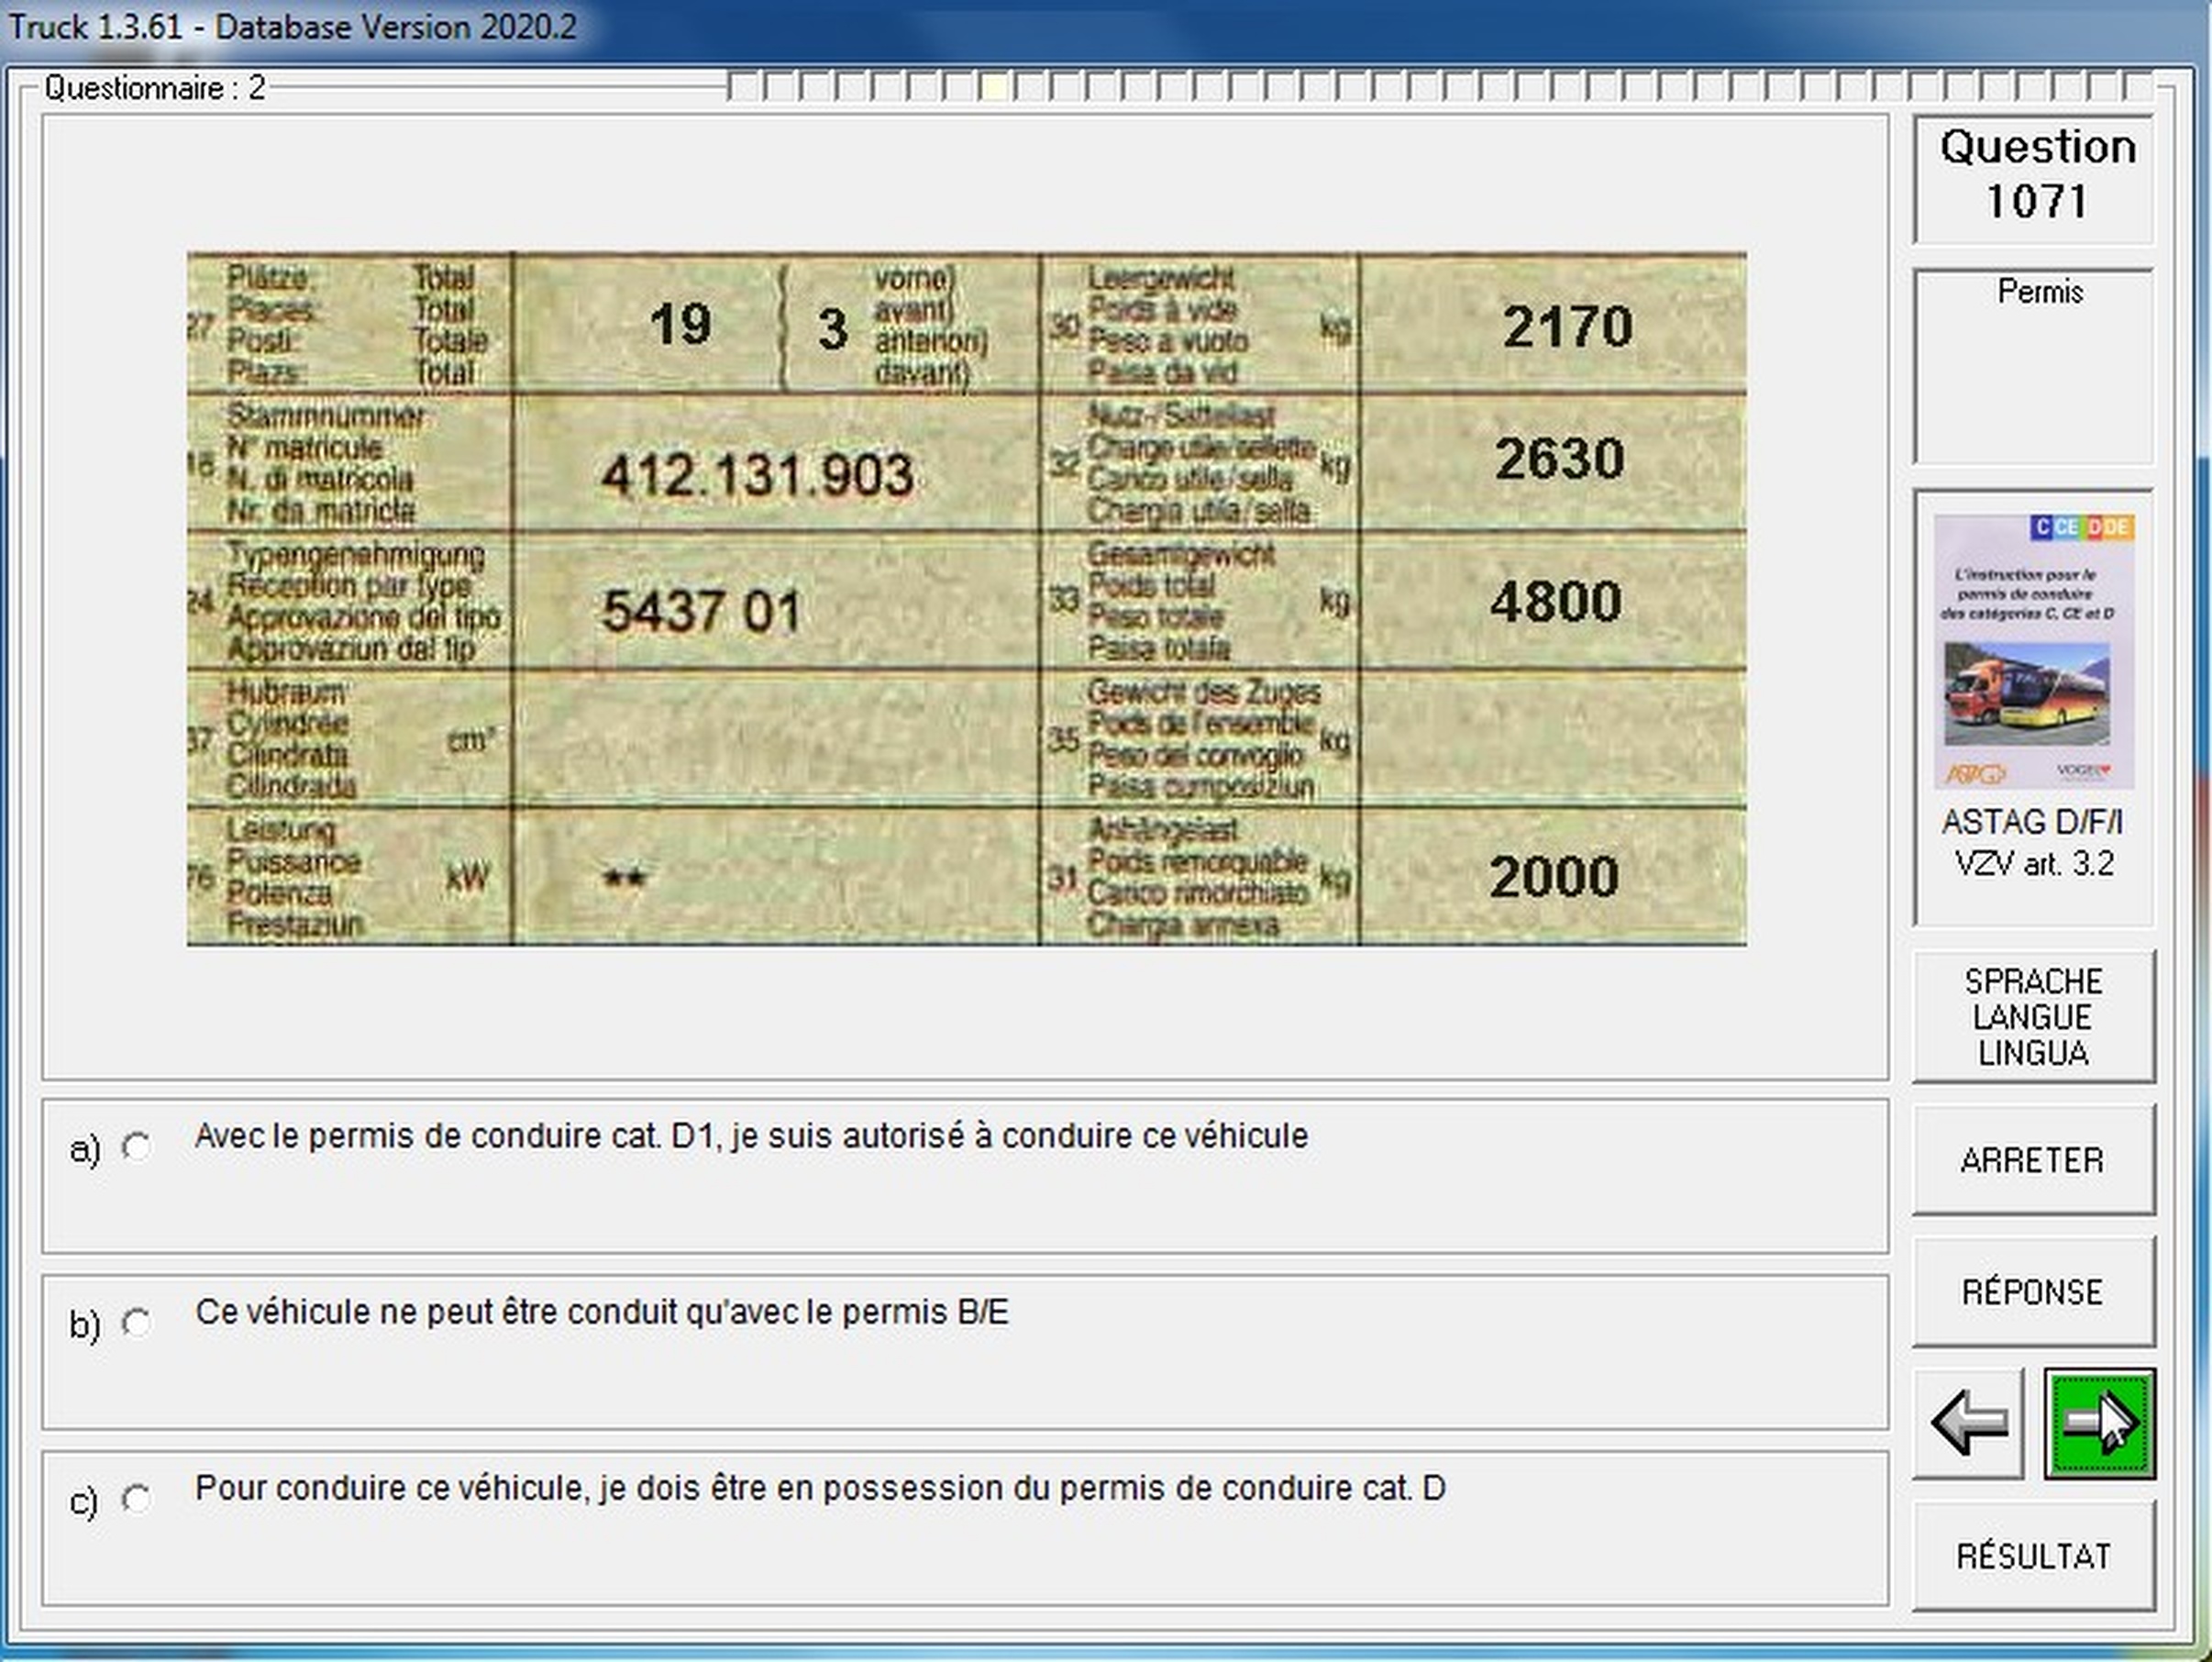 Truck 1.3.61 - Database Version 2020.2
Questionnaire : 2
Question
1071
Permis
27 Plätze: Total
Places: Total
Posti: Totale
Plazs: Total
19 3
vorne)
avant)
anteriori)
davant)
30 Leergewicht
Poids à vide
Peso a vuoto
Paisa da vid
kg
2170
18 Stammnummer
N° matricule
N. di matricola
Nr. da matricla
412.131.903
32 Nutz-/Sattellast
Charge utile/sellette
Carico utile/sella
Chargia utila/sella
kg
2630
24 Typengenehmigung
Réception par type
Approvazione del tipo
Approvaziun dal tip
5437 01
33 Gesamtgewicht
Poids total
Peso totale
Paisa totala
kg
4800
37 Hubraum
Cylindrée
Cilindrata
Cilindrada
cm³
35 Gewicht des Zuges
Poids de l'ensemble
Peso del convoglio
Paisa cumposiziun
kg
76 Leistung
Puissance
Potenza
Prestaziun
kW
**
31 Anhängelast
Poids remorquable
Carico rimorchiato
Chargia annexa
kg
2000
C CE D DE
L'instruction pour le
permis de conduire
des catégories C, CE et D
ASTAG VOGEL
ASTAG D/F/I
VZV art. 3.2
SPRACHE
LANGUE
LINGUA
ARRETER
RÉPONSE
RÉSULTAT
a) Avec le permis de conduire cat. D1, je suis autorisé à conduire ce véhicule
b) Ce véhicule ne peut être conduit qu'avec le permis B/E
c) Pour conduire ce véhicule, je dois être en possession du permis de conduire cat. D